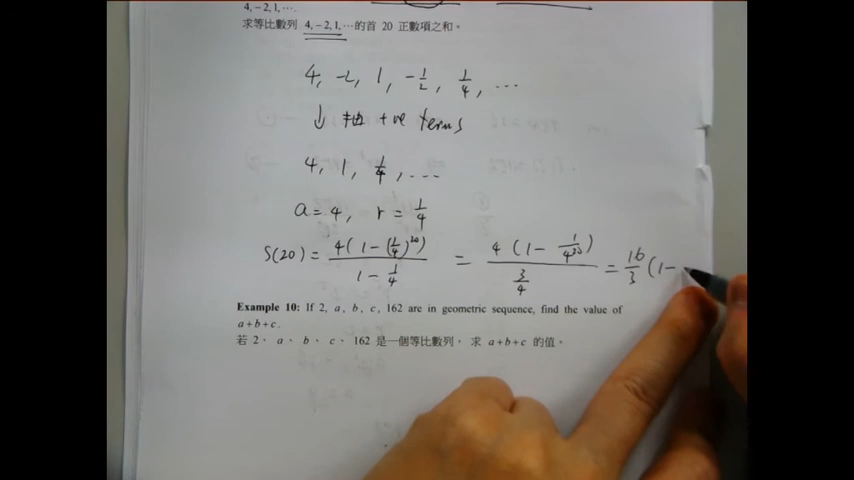 4, −2, 1, ⋯.
求等比數列 4, −2, 1, ⋯的首 20 正數項之和。
4, -2, 1, -1/2, 1/4, ...
↓ 抽 +ve terms
4, 1, 1/4, ...
a = 4, r = 1/4
S(20) = 4(1-(1/4)^20) / (1 - 1/4) = 4(1 - 1/4^20) / (3/4) = 16/3 (1-
Example 10: If 2, a, b, c, 162 are in geometric sequence, find the value of
a+b+c.
若 2、 a、 b、 c、 162 是一個等比數列，求 a+b+c 的值。